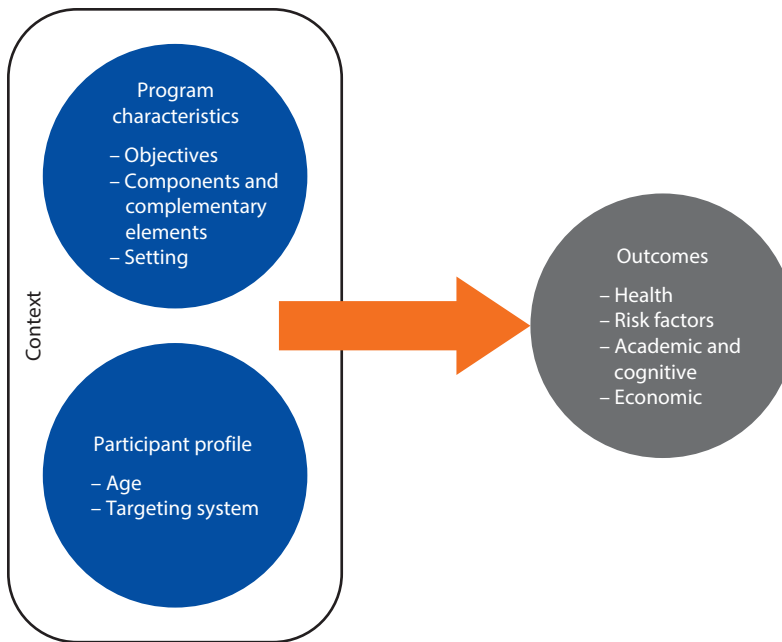 Context
Program
characteristics
– Objectives
– Components and
complementary
elements
– Setting
Participant profile
– Age
– Targeting system
Outcomes
– Health
– Risk factors
– Academic and
cognitive
– Economic